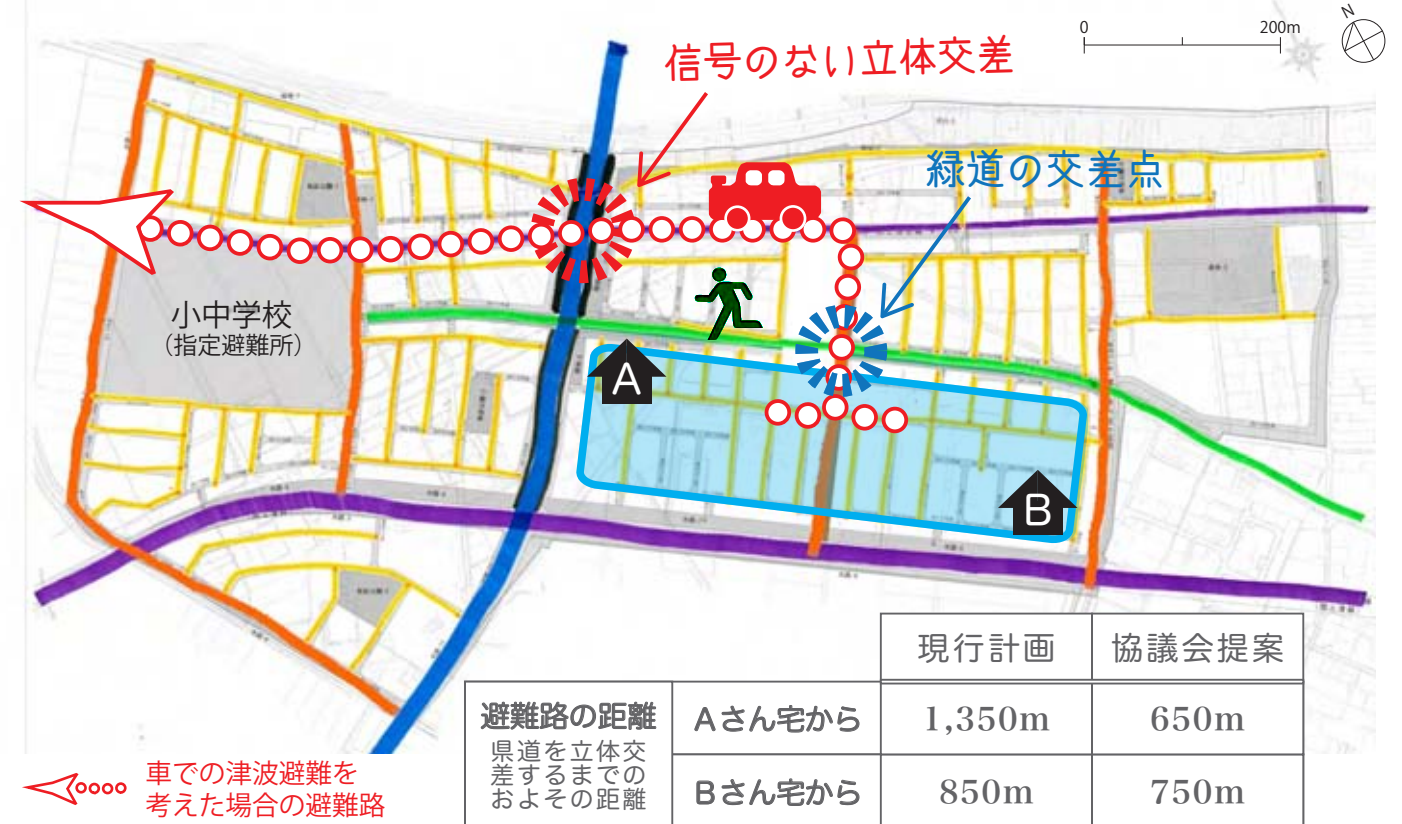 0
200m
N
信号のない立体交差
緑道の交差点
小中学校
（指定避難所）
A
B
現行計画
協議会提案
避難路の距離
県道を立体交
差するまでの
およその距離
Aさん宅から
1,350m
650m
Bさん宅から
850m
750m
車での津波避難を
考えた場合の避難路